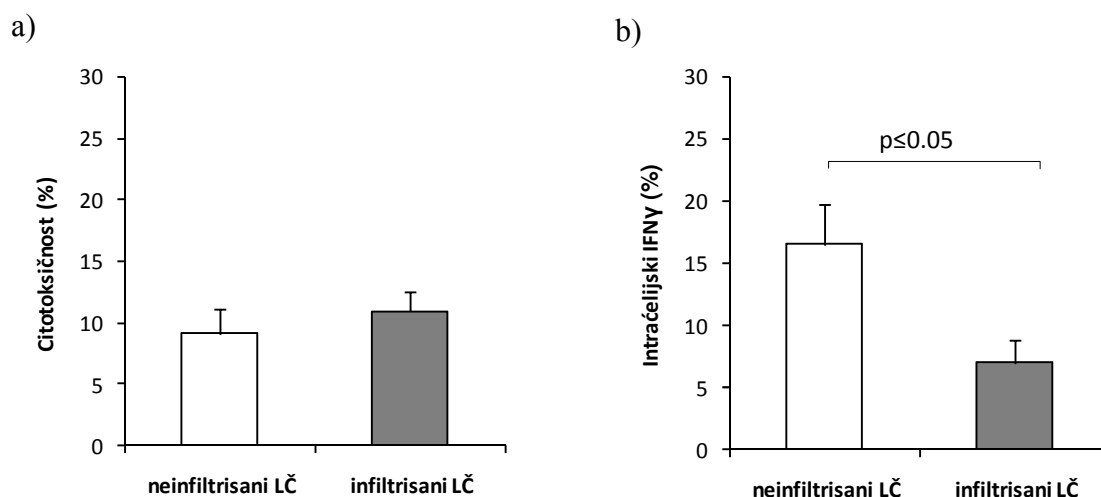 a)
30
25
20
15
10
5
0
Citotoksičnost (%)
neinfiltrisani LČ
infiltrisani LČ
b)
30
25
20
15
10
5
0
Intraćelijski IFNγ (%)
p≤0.05
neinfiltrisani LČ
infiltrisani LČ